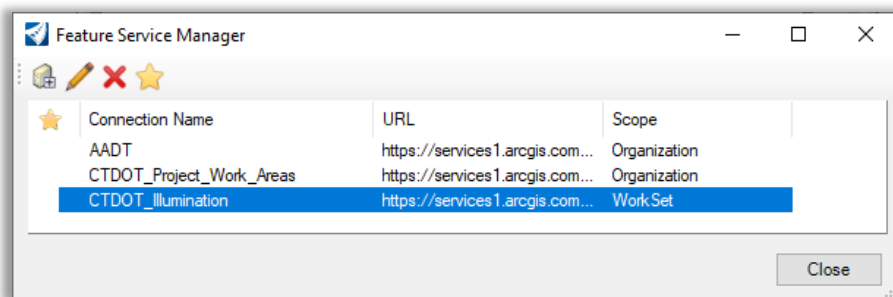 Feature Service Manager
Connection Name URL Scope
AADT https://services1.arcgis.com... Organization
CTDOT_Project_Work_Areas https://services1.arcgis.com... Organization
CTDOT_Illumination https://services1.arcgis.com... WorkSet
Close